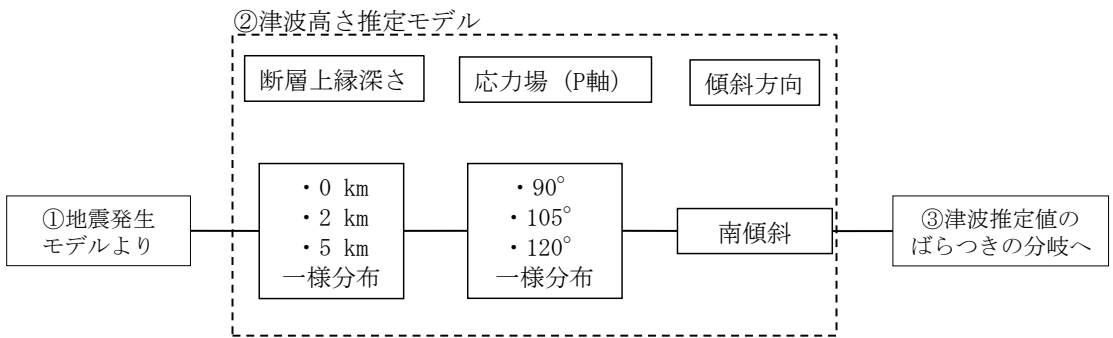 ②津波高さ推定モデル
断層上縁深さ
応力場（P軸）
傾斜方向
①地震発生
モデルより
・0 km
・2 km
・5 km
一様分布
・90°
・105°
・120°
一様分布
南傾斜
③津波推定値の
ばらつきの分岐へ